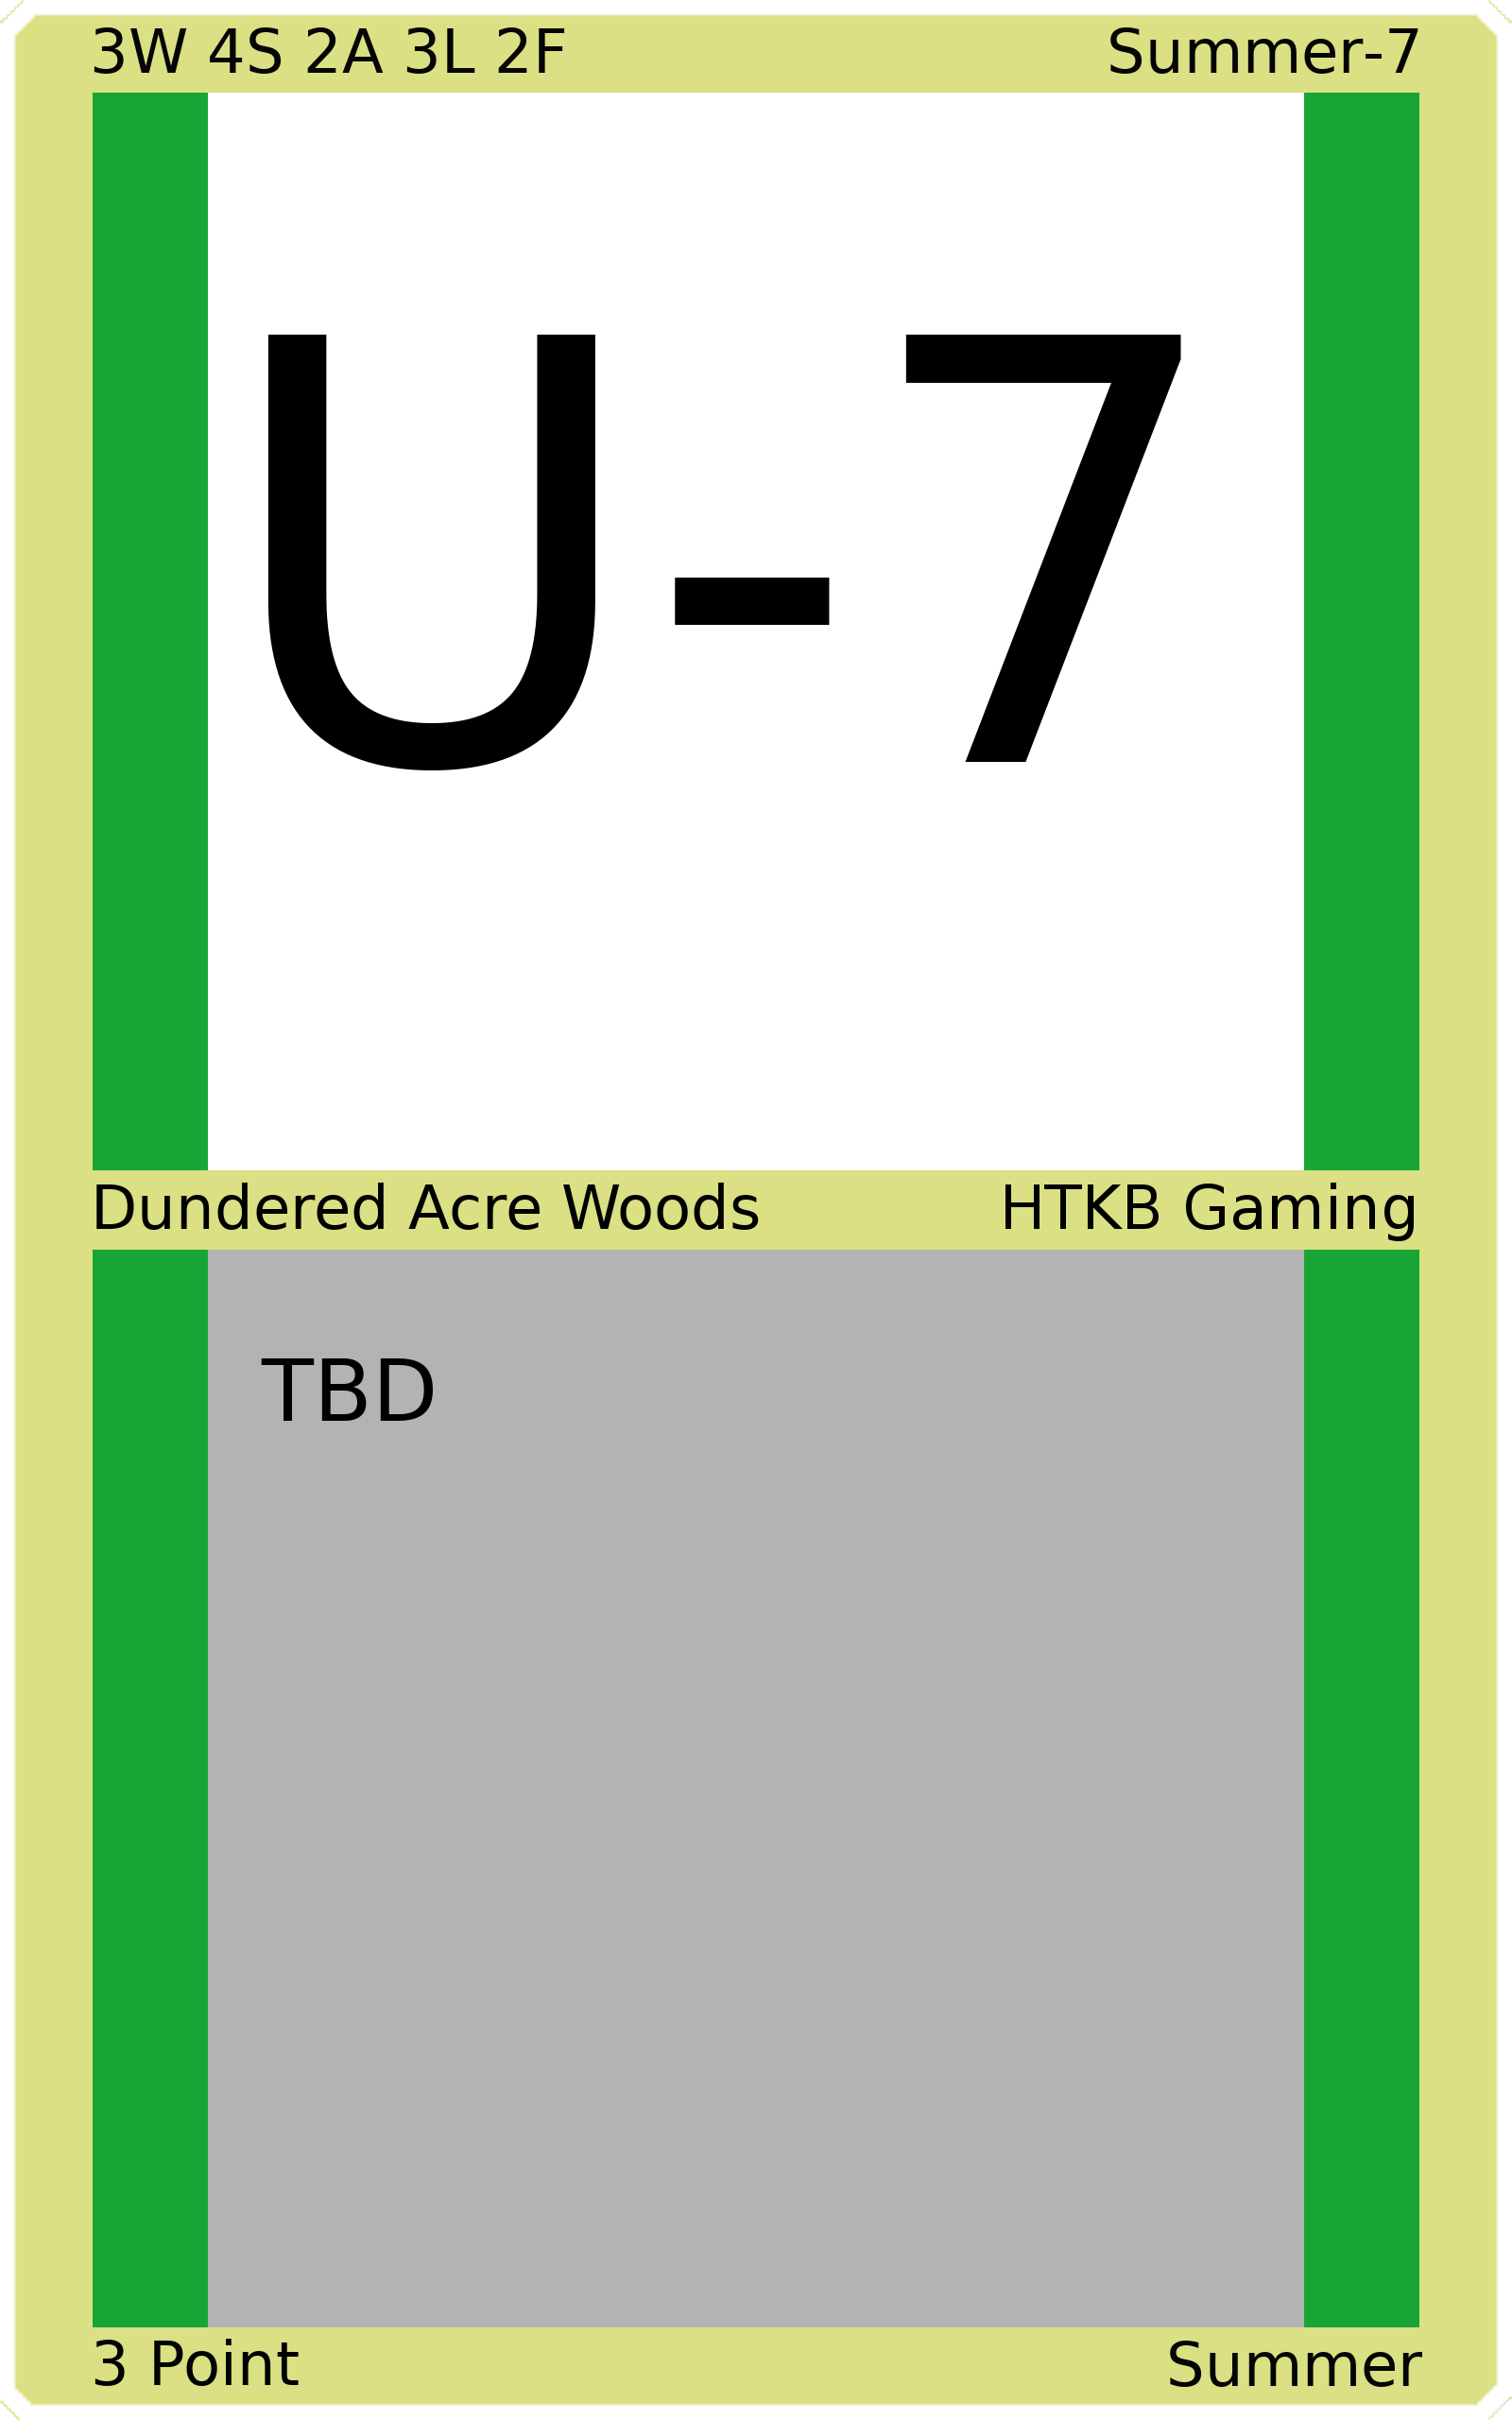 3W 4S 2A 3L 2F Summer-7
U-7
Dundered Acre Woods HTKB Gaming
TBD
3 Point Summer